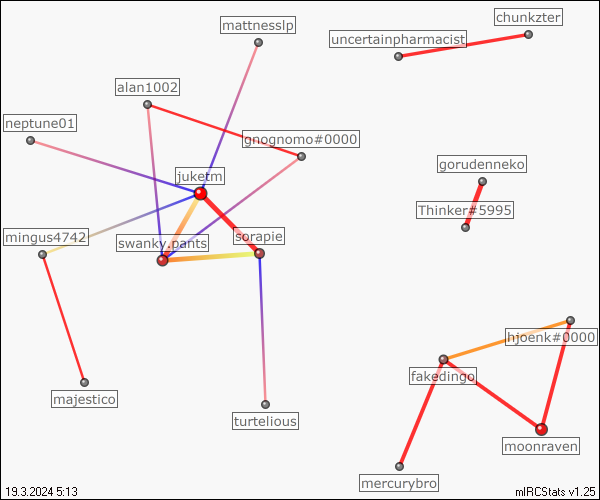 chunkzter
mattnesslp
uncertainpharmacist
alan1002
neptune01
gnognomo#0000
gorudenneko
juketm
Thinker#5995
mingus4742
swanky.pants
sorapie
hjoenk#0000
fakedingo
majestico
turtelious
moonraven
mercurybro
19.3.2024 5:13
mIRCStats v1.25